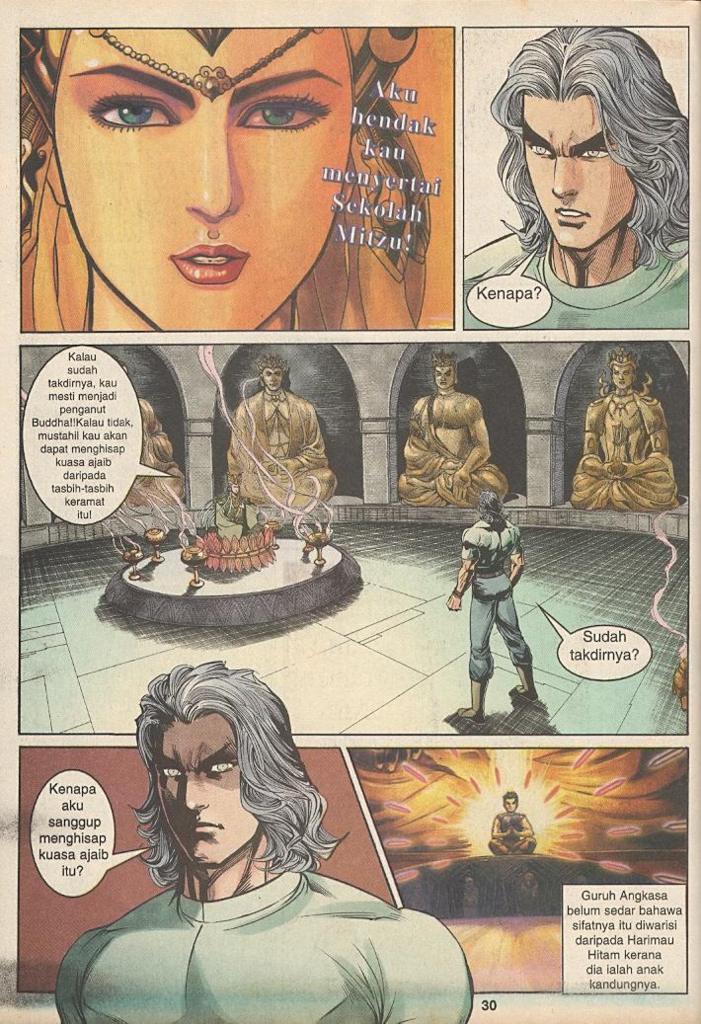 Aku
hendak
kau
menyertai
Sekolah
Mitzu!
Kenapa?
Kalau
sudah
takdirnya, kau
mesti menjadi
penganut
Buddha!!Kalau tidak,
mustahil kau akan
dapat menghisap
kuasa ajaib
daripada
tasbih-tasbih
keramat
itu!
Sudah
takdirnya?
Kenapa
aku
sanggup
menghisap
kuasa ajaib
itu?
Guruh Angkasa
belum sedar bahawa
sifatnya itu diwarisi
daripada Harimau
Hitam kerana
dia ialah anak
kandungnya.
30